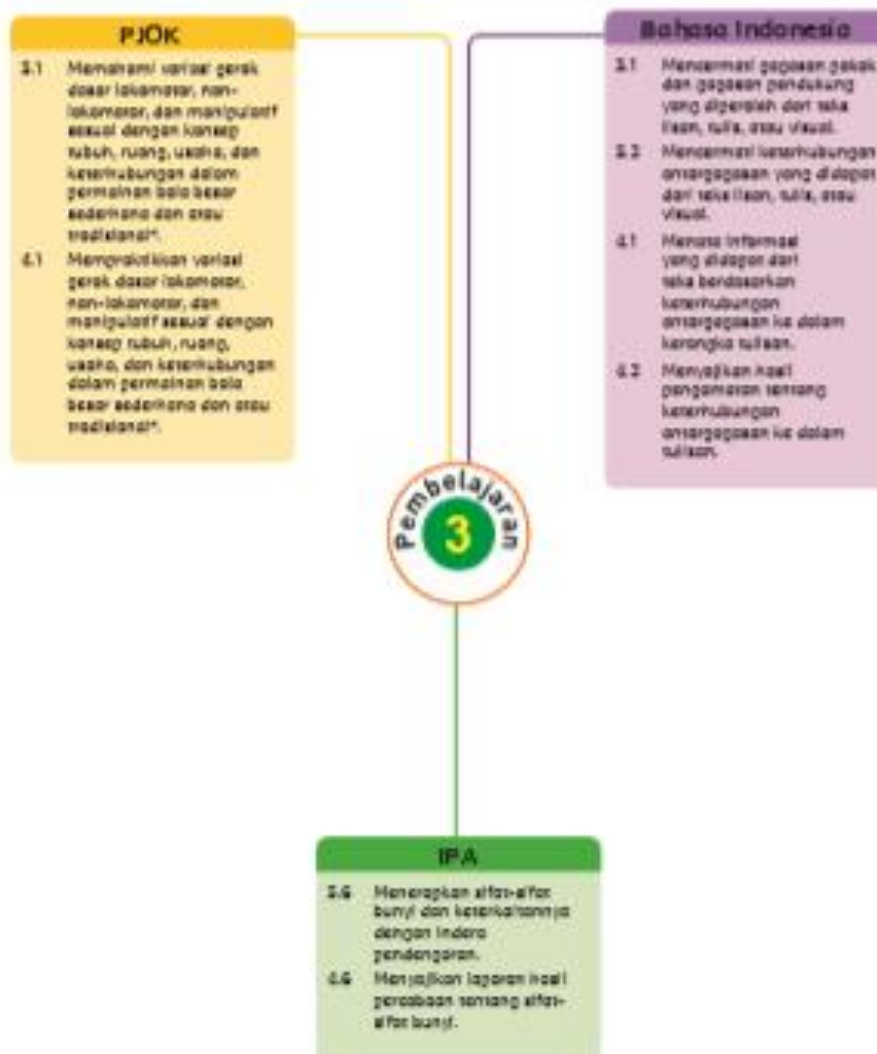 PJOK
3.1 Memahami variasi gerak
dasar lokomotor, non-
lokomotor, dan manipulatif
sesuai dengan konsep
tubuh, ruang, usaha, dan
keterhubungan dalam
permainan bola besar
sederhana dan atau
tradisional*.
4.1 Mempraktikkan variasi
gerak dasar lokomotor,
non-lokomotor, dan
manipulatif sesuai dengan
konsep tubuh, ruang,
usaha, dan keterhubungan
dalam permainan bola
besar sederhana dan atau
tradisional*.
Bahasa Indonesia
3.1 Mencermati gagasan pokok
dan gagasan pendukung
yang diperoleh dari teks
lisan, tulis, atau visual.
3.2 Mencermati keterhubungan
antargagasan yang didapat
dari teks lisan, tulis, atau
visual.
4.1 Menata informasi
yang didapat dari
teks berdasarkan
keterhubungan
antargagasan ke dalam
kerangka tulisan.
4.2 Menyajikan hasil
pengamatan tentang
keterhubungan
antargagasan ke dalam
tulisan.
Pembelajaran
3
IPA
3.6 Menerapkan sifat-sifat
bunyi dan keterkaitannya
dengan indera
pendengaran.
4.6 Menyajikan laporan hasil
percobaan tentang sifat-
sifat bunyi.